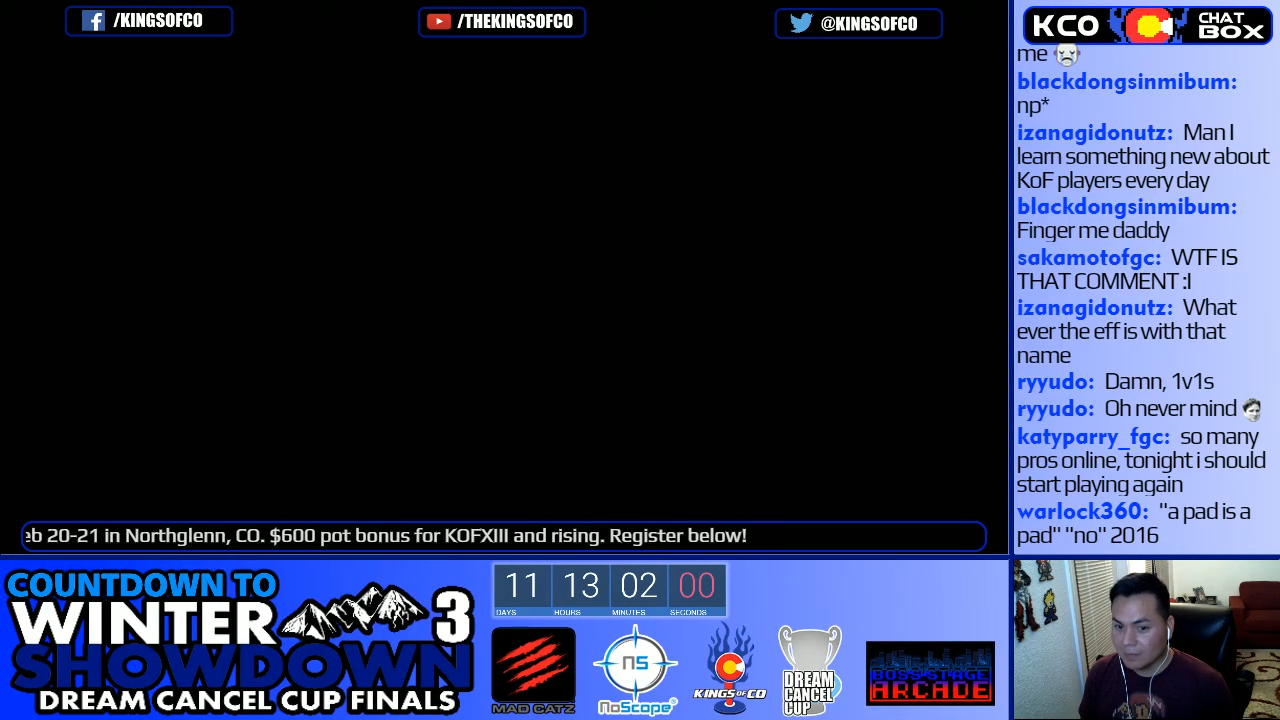 /KINGSOFCO
/THEKINGSOFCO
@KINGSOFCO
KCO
CHAT
BOX
me
blackdongsinmibum:
np*
izanagidonutz: Man I
learn something new about
KoF players every day
blackdongsinmibum:
Finger me daddy
sakamotofgc: WTF IS
THAT COMMENT :I
izanagidonutz: What
ever the eff is with that
name
ryyudo: Damn, 1v1s
ryyudo: Oh never mind
katyparry_fgc: so many
pros online, tonight i should
start playing again
warlock360: "a pad is a
pad" "no" 2016
eb 20-21 in Northglenn, CO. $600 pot bonus for KOFXIII and rising. Register below!
COUNTDOWN TO
WINTER 3
SHOWDOWN
DREAM CANCEL CUP FINALS
11 13 02 00
DAYS HOURS MINUTES SECONDS
MAD CATZ
NS
NoScope
KINGS OF CO
DREAM
CANCEL
CUP
BOSS STAGE
ARCADE